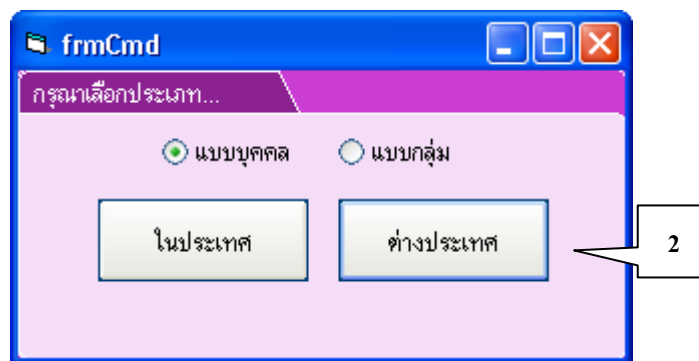 frmCmd
กรุณาเลือกประเภท...
แบบบุคคล แบบกลุ่ม
ในประเทศ ต่างประเทศ
2